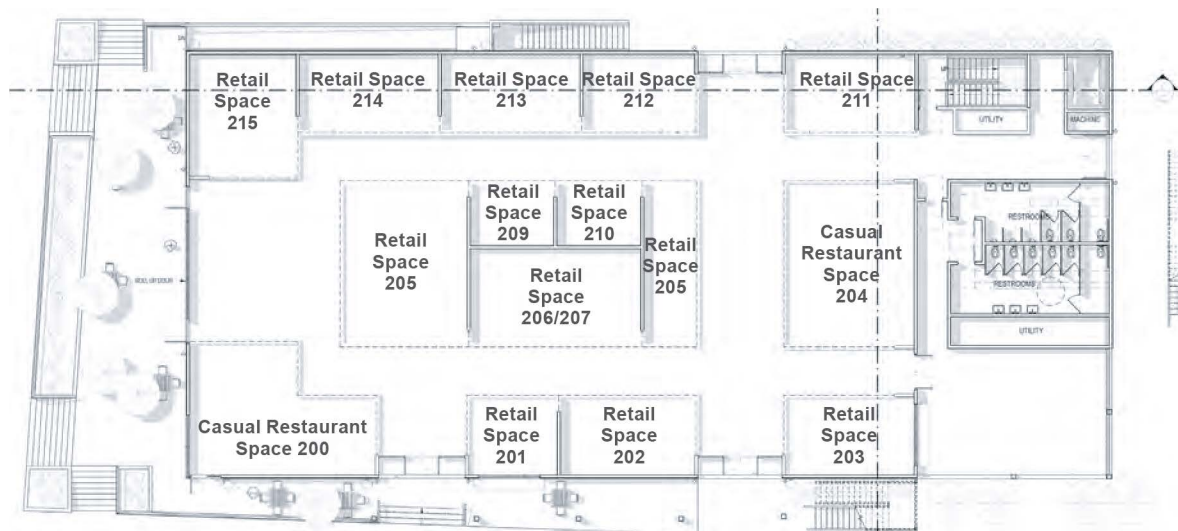 Retail
Space
215
Retail Space
214
Retail Space
213
Retail Space
212
Retail Space
211
UP
UTILITY
MACHINE
Retail
Space
209
Retail
Space
210
Retail
Space
205
Retail
Space
206/207
Retail
Space
205
Casual
Restaurant
Space
204
RESTROOMS
RESTROOMS
UTILITY
Casual Restaurant
Space 200
Retail
Space
201
Retail
Space
202
Retail
Space
203